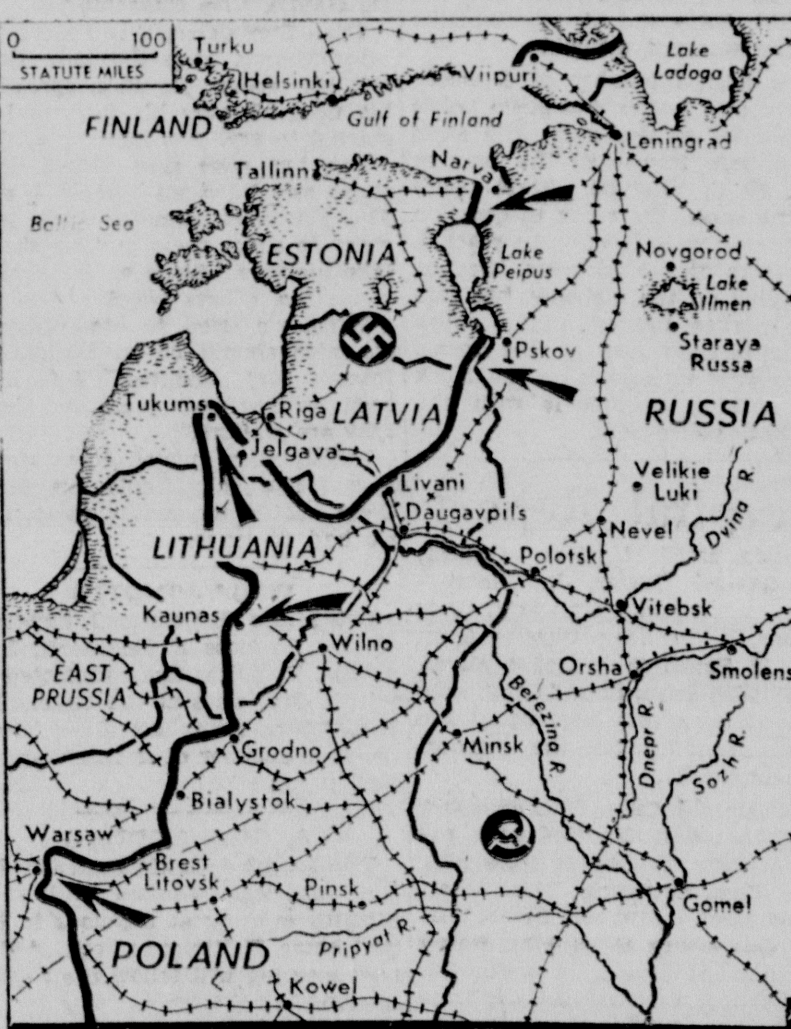 0 100
STATUTE MILES
Turku
Helsinki
Viipuri
Lake
Ladoga
FINLAND
Gulf of Finland
Leningrad
Tallinn
Narva
Baltic Sea
ESTONIA
Lake
Peipus
Novgorod
Lake
Ilmen
Pskov
Staraya
Russa
Tukums
Riga
LATVIA
RUSSIA
Jelgava
Livani
Velikie
Luki
Daugavpils
Nevel
Dvina R.
LITHUANIA
Polotsk
Kaunas
Vitebsk
Wilno
Orsha
Smolens
EAST
PRUSSIA
Berezina R.
Grodno
Minsk
Dnepr R.
Sozh R.
Bialystok
Warsaw
Brest
Litovsk
Pinsk
Gomel
POLAND
Pripyat R.
Kowel